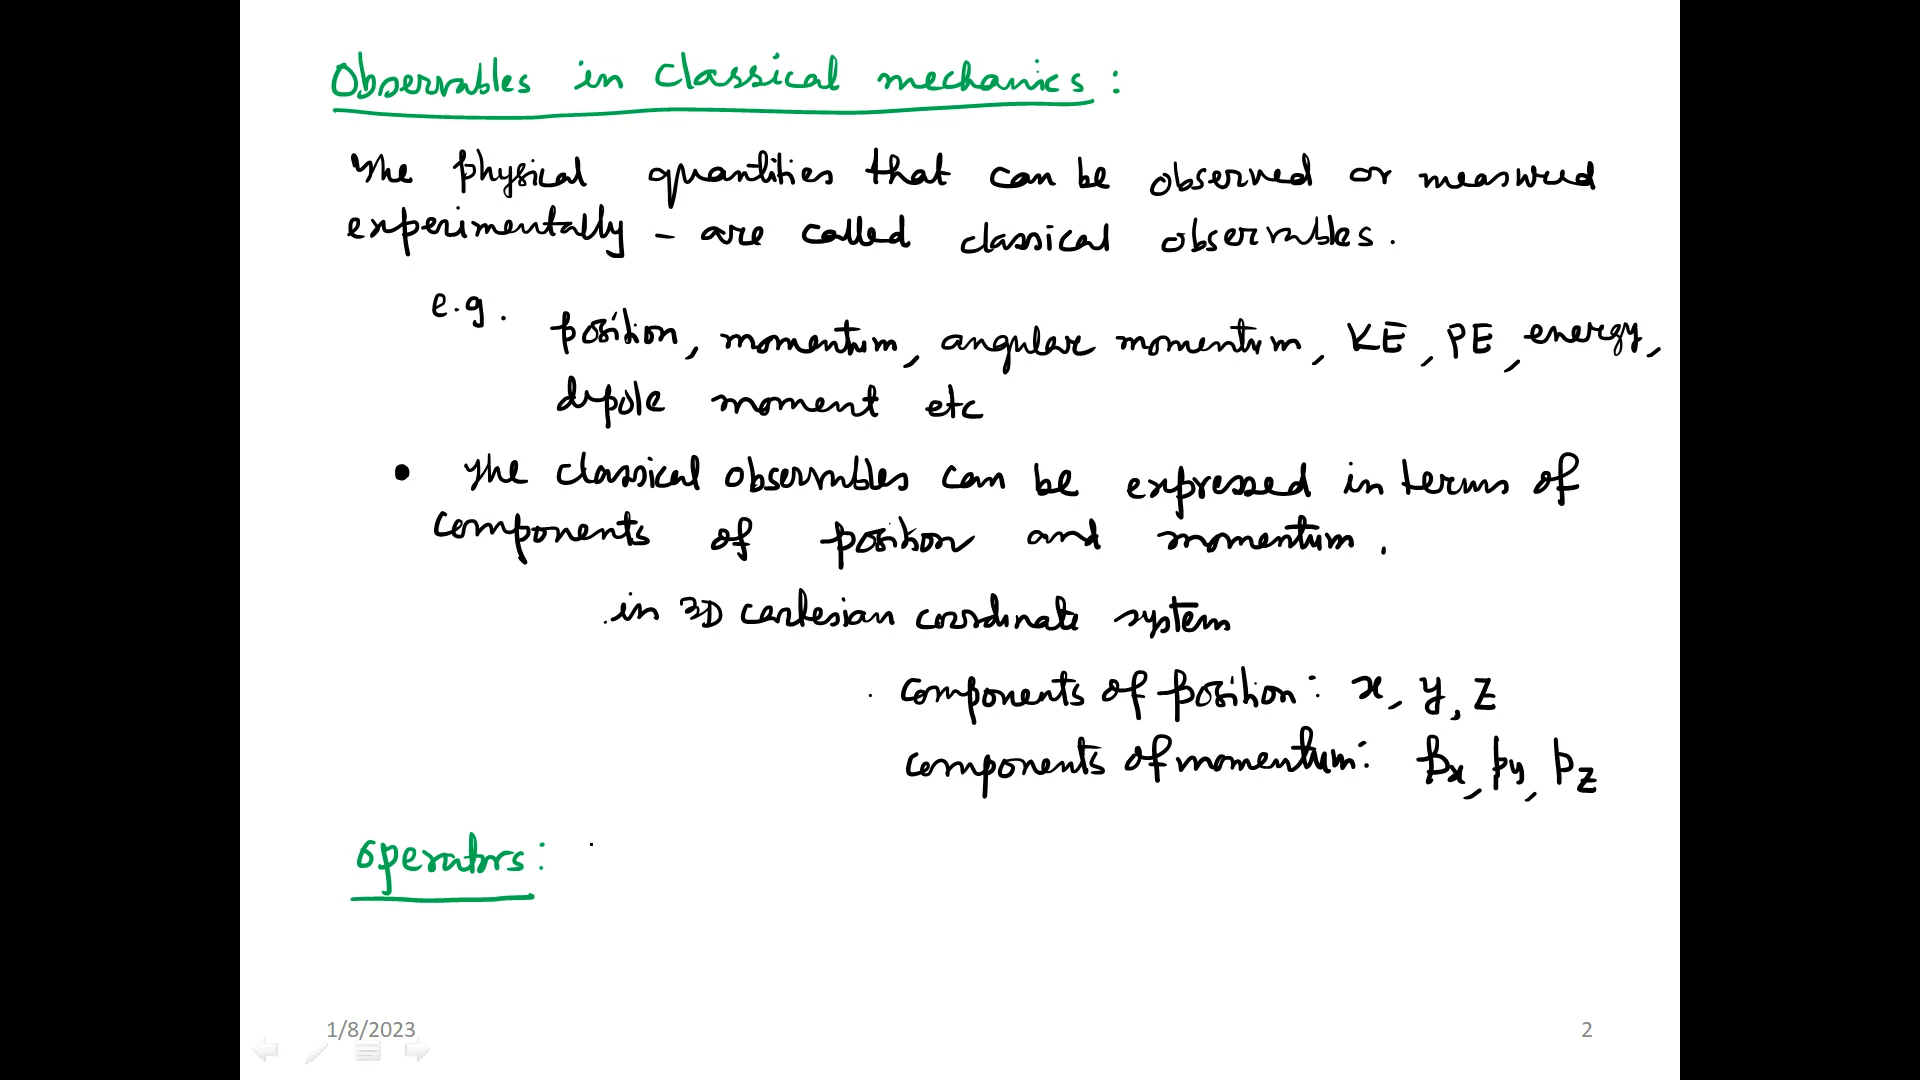 Observables in classical mechanics :
The physical quantities that can be observed or measured
experimentally - are called classical observables.
e.g. position, momentum, angular momentum, KE, PE, energy,
dipole moment etc
• The classical observables can be expressed in terms of
components of position and momentum.
in 3D cartesian coordinate system
components of position: x, y, z
components of momentum: px, py, pz
operators:
1/8/2023
2